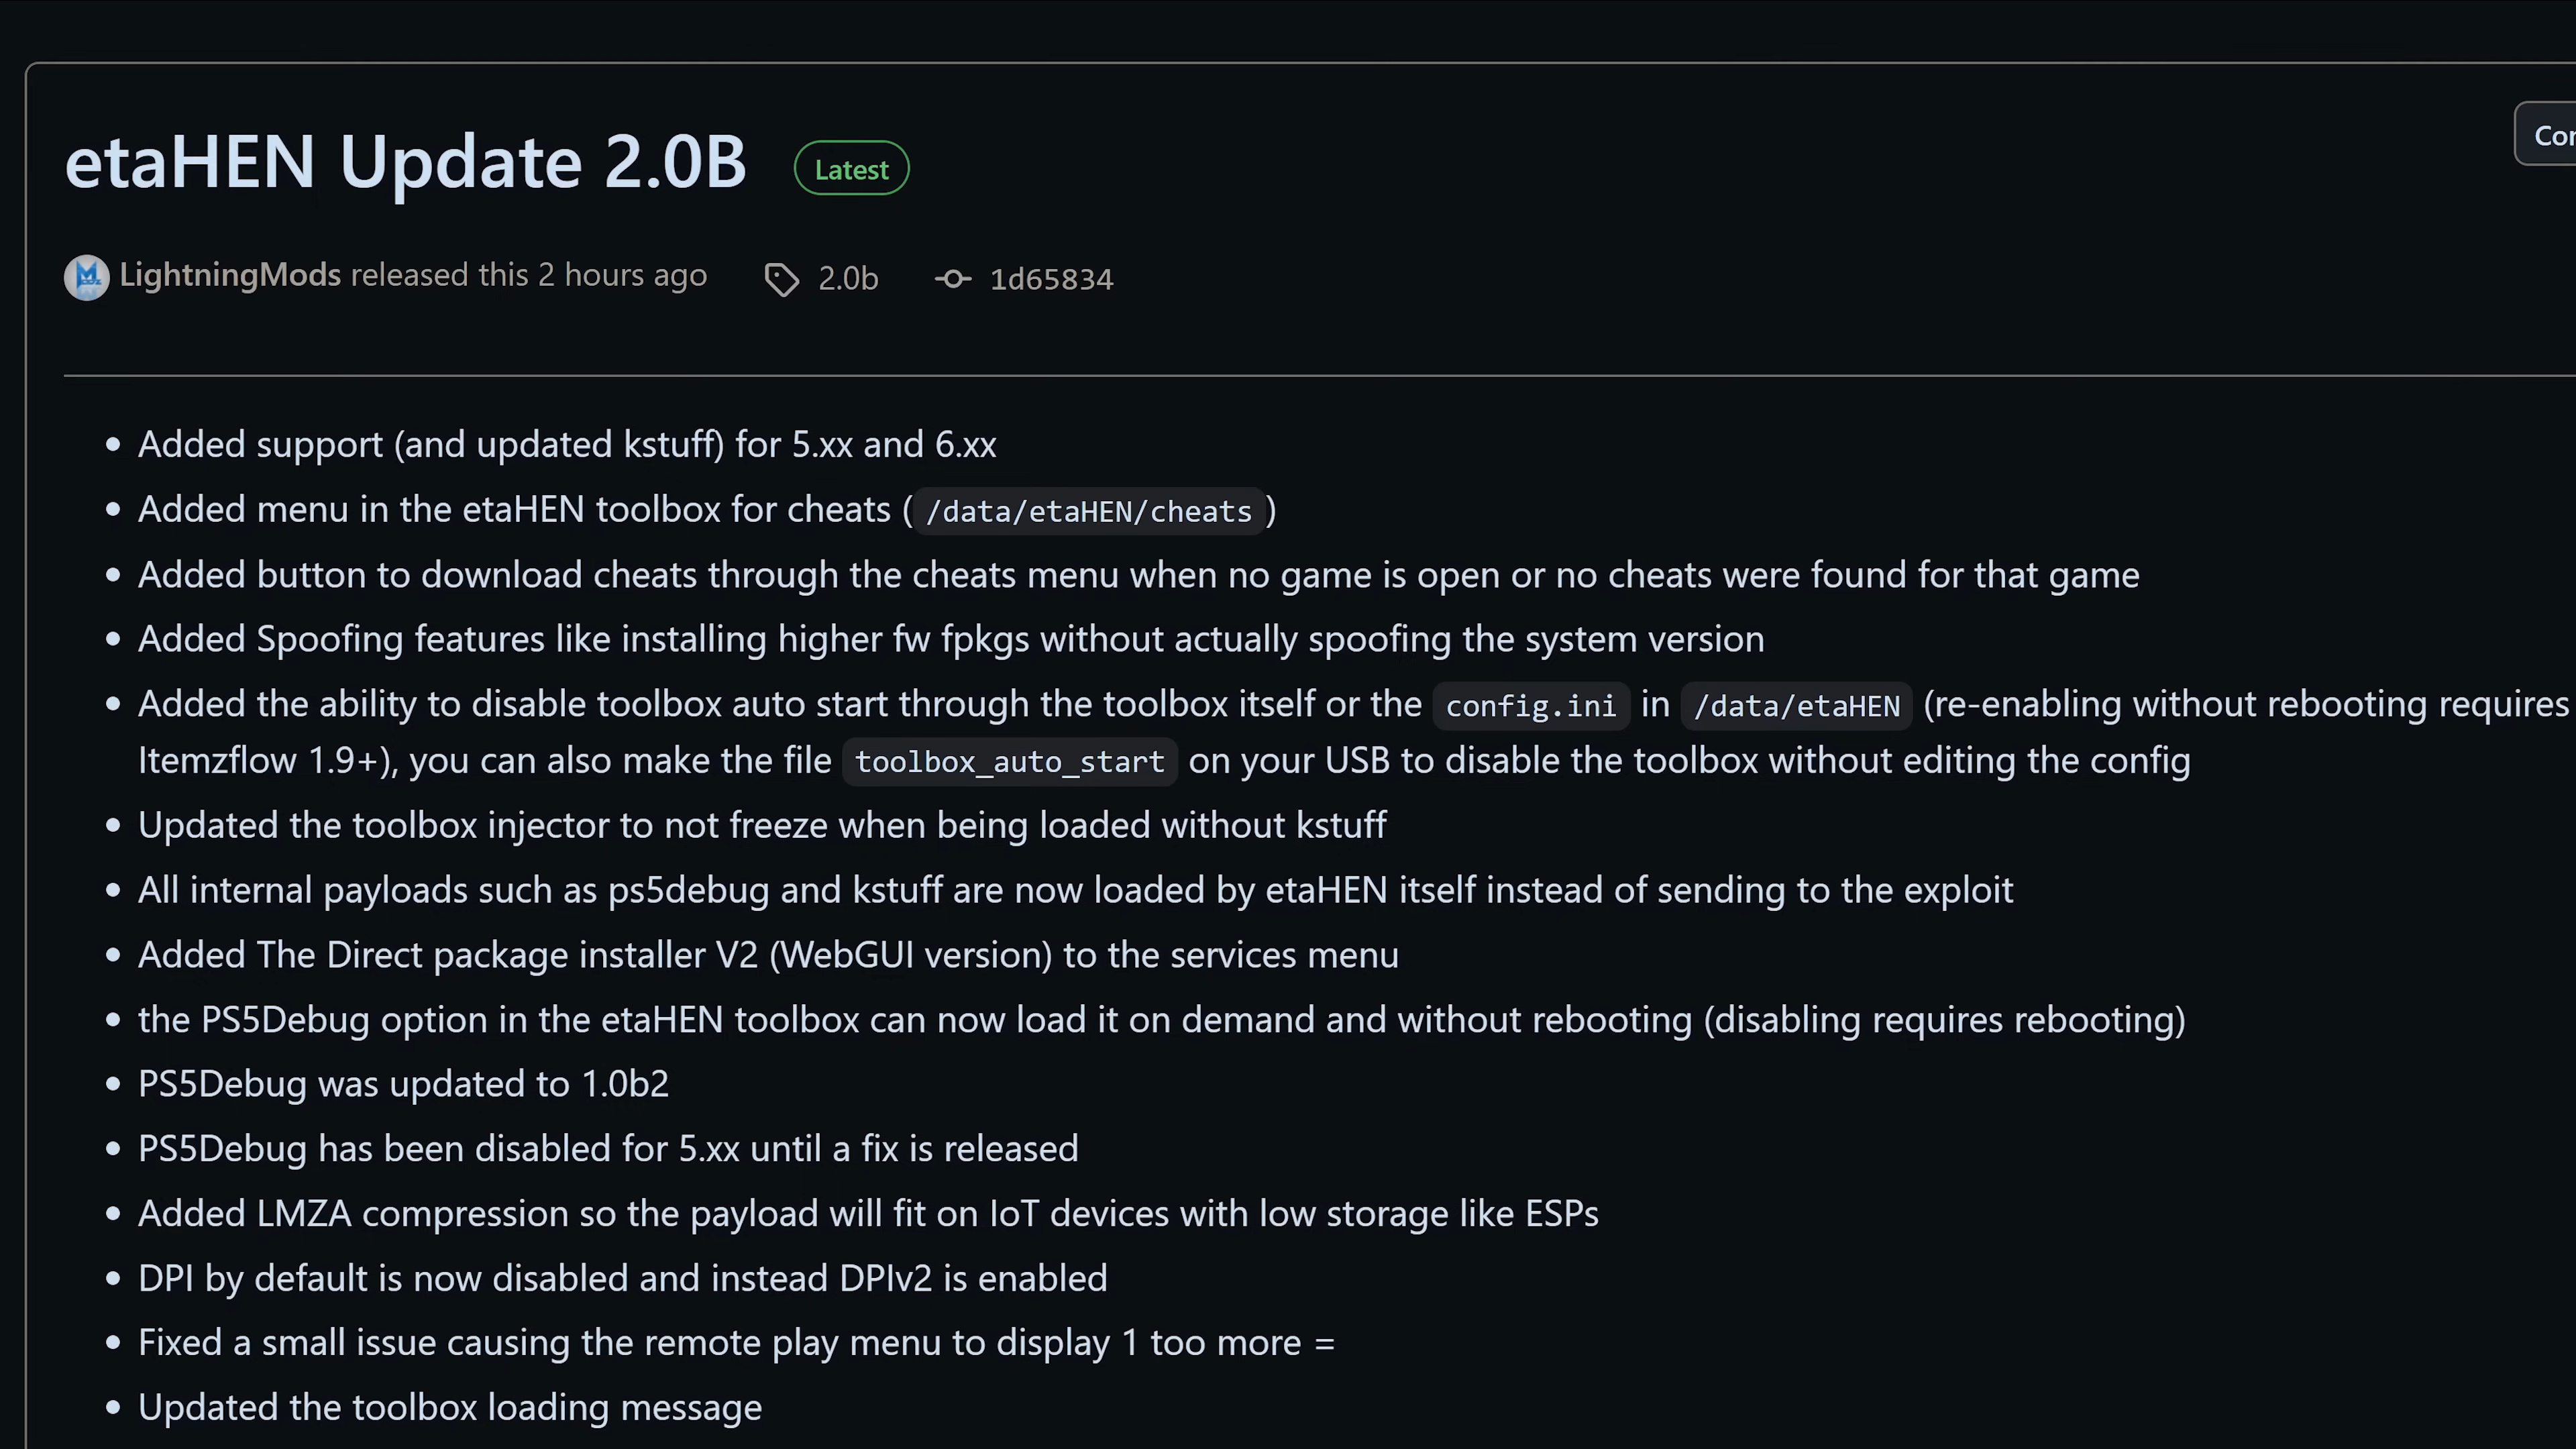 etaHEN Update 2.0B Latest
Con
LightningMods released this 2 hours ago 2.0b 1d65834
Added support (and updated kstuff) for 5.xx and 6.xx
Added menu in the etaHEN toolbox for cheats (/data/etaHEN/cheats)
Added button to download cheats through the cheats menu when no game is open or no cheats were found for that game
Added Spoofing features like installing higher fw fpkgs without actually spoofing the system version
Added the ability to disable toolbox auto start through the toolbox itself or the config.ini in /data/etaHEN (re-enabling without rebooting requires
Itemzflow 1.9+), you can also make the file toolbox_auto_start on your USB to disable the toolbox without editing the config
Updated the toolbox injector to not freeze when being loaded without kstuff
All internal payloads such as ps5debug and kstuff are now loaded by etaHEN itself instead of sending to the exploit
Added The Direct package installer V2 (WebGUI version) to the services menu
the PS5Debug option in the etaHEN toolbox can now load it on demand and without rebooting (disabling requires rebooting)
PS5Debug was updated to 1.0b2
PS5Debug has been disabled for 5.xx until a fix is released
Added LMZA compression so the payload will fit on IoT devices with low storage like ESPs
DPI by default is now disabled and instead DPIv2 is enabled
Fixed a small issue causing the remote play menu to display 1 too more =
Updated the toolbox loading message